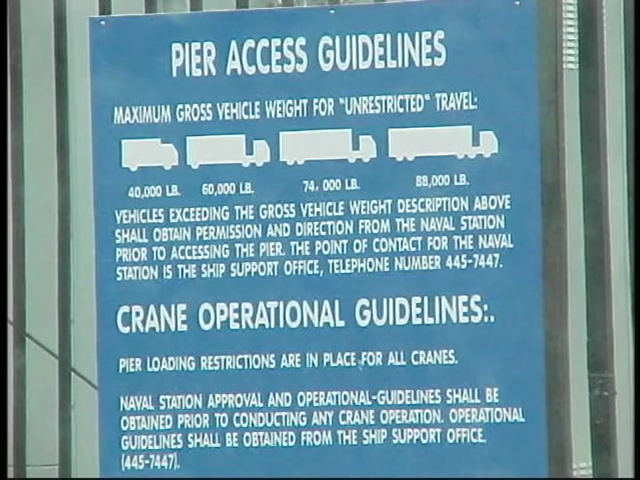 PIER ACCESS GUIDELINES
MAXIMUM GROSS VEHICLE WEIGHT FOR "UNRESTRICTED" TRAVEL:
40,000 LB. 60,000 LB. 74,000 LB. 88,000 LB.
VEHICLES EXCEEDING THE GROSS VEHICLE WEIGHT DESCRIPTION ABOVE
SHALL OBTAIN PERMISSION AND DIRECTION FROM THE NAVAL STATION
PRIOR TO ACCESSING THE PIER. THE POINT OF CONTACT FOR THE NAVAL
STATION IS THE SHIP SUPPORT OFFICE, TELEPHONE NUMBER 445-7447.
CRANE OPERATIONAL GUIDELINES:.
PIER LOADING RESTRICTIONS ARE IN PLACE FOR ALL CRANES.
NAVAL STATION APPROVAL AND OPERATIONAL-GUIDELINES SHALL BE
OBTAINED PRIOR TO CONDUCTING ANY CRANE OPERATION. OPERATIONAL
GUIDELINES SHALL BE OBTAINED FROM THE SHIP SUPPORT OFFICE.
(445-7447).